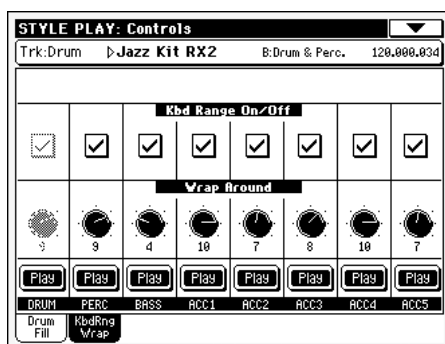 STYLE PLAY: Controls
Trk:Drum ▷Jazz Kit RX2 B:Drum & Perc. 120.000.034
Kbd Range On/Off
Wrap Around
9 9 4 10 7 8 10 7
Play Play Play Play Play Play Play Play
DRUM PERC BASS ACC1 ACC2 ACC3 ACC4 ACC5
Drum Fill KbdRng Wrap